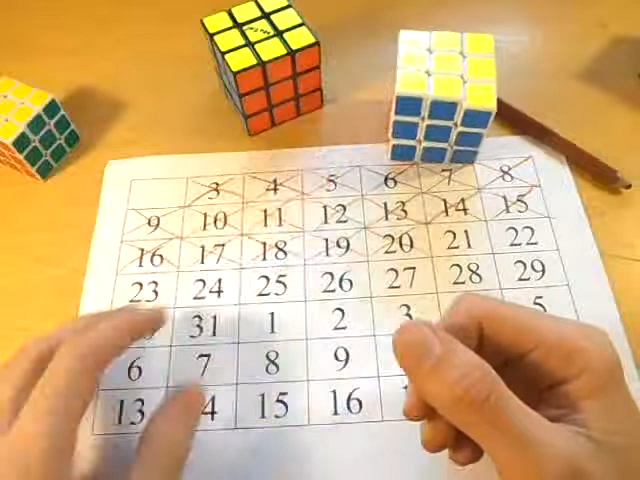 3 4 5 6 7 8
9 10 11 12 13 14 15
16 17 18 19 20 21 22
23 24 25 26 27 28 29
31 1 2 3 5
6 7 8 9
13 15 16